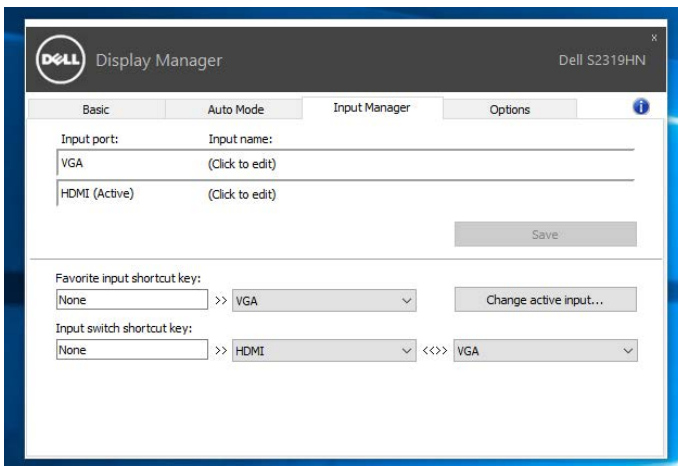 DELL Display Manager x
Dell S2319HN
Basic Auto Mode Input Manager Options i
Input port: Input name:
VGA (Click to edit)
HDMI (Active) (Click to edit)
Save
Favorite input shortcut key:
None >> VGA Change active input...
Input switch shortcut key:
None >> HDMI <<>> VGA